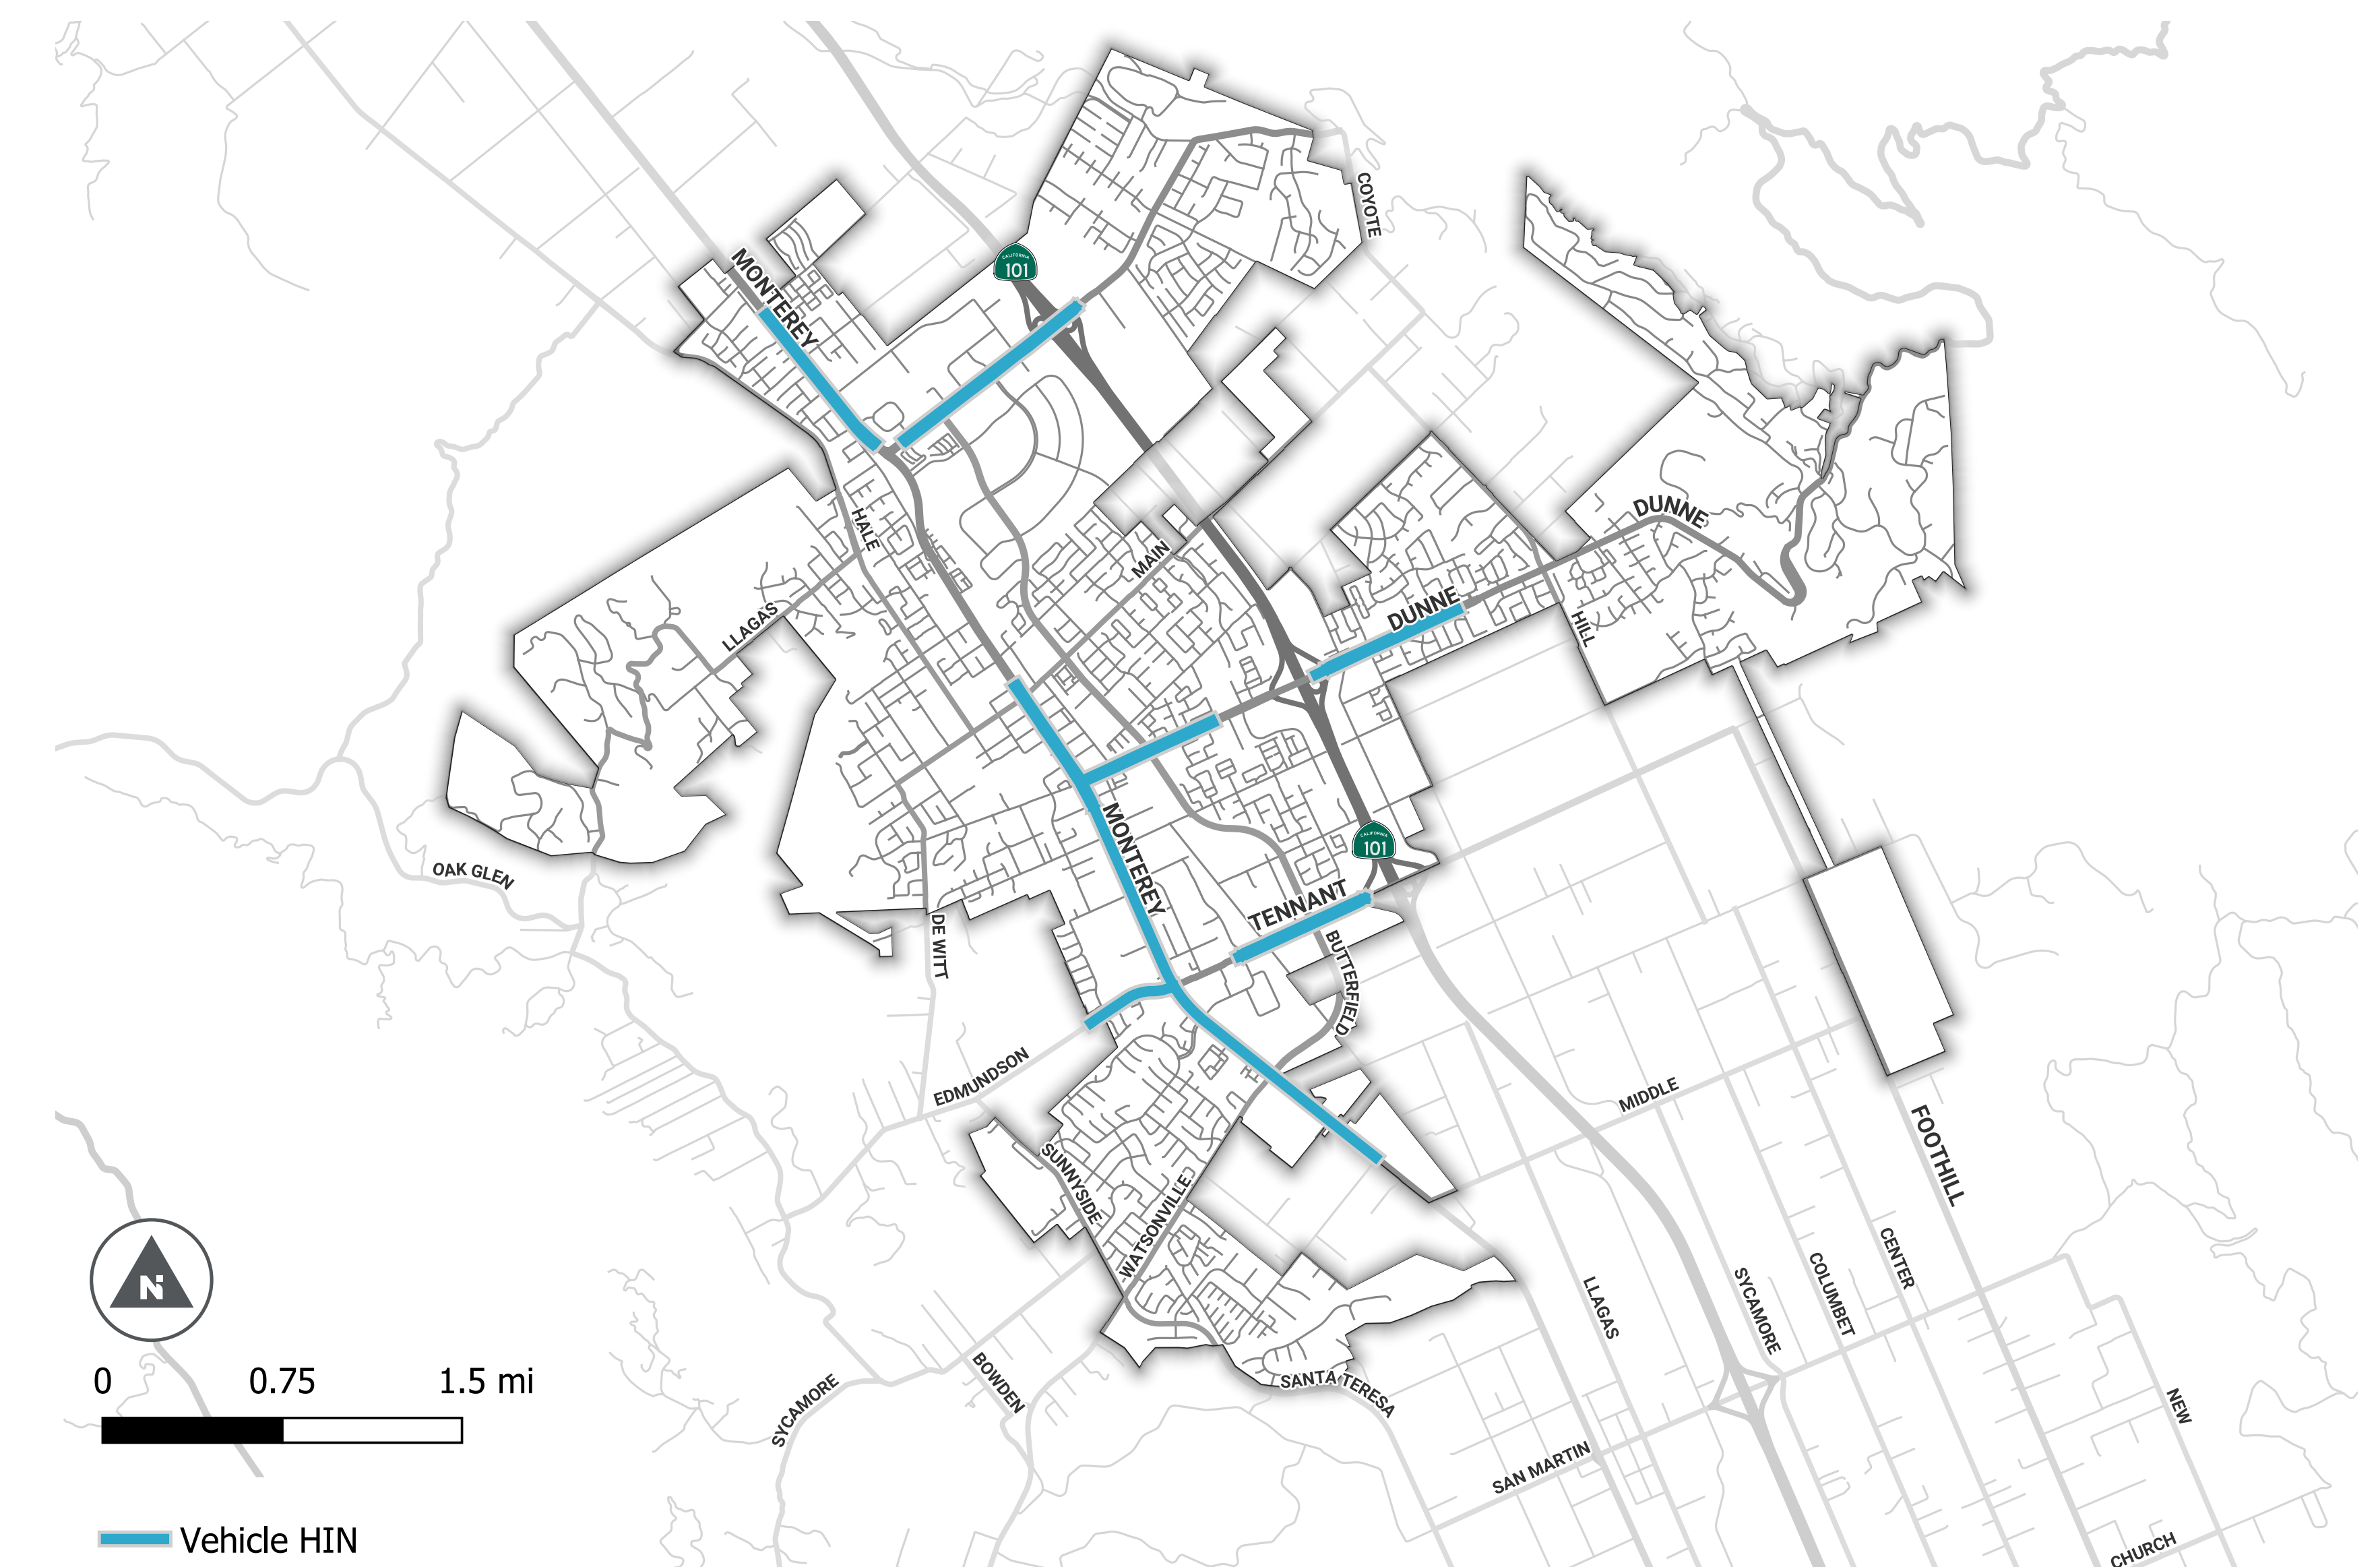 COYOTE
MONTEREY
CALIFORNIA
101
DUNNE
HALE
MAIN
LLAGAS
DUNNE
HILL
MONTEREY
CALIFORNIA
101
OAK GLEN
TENNANT
DE WITT
BUTTERFIELD
EDMUNDSON
MIDDLE
FOOTHILL
SUNNYSIDE
WATSONVILLE
CENTER
COLUMBET
SYCAMORE
LLAGAS
N
0 0.75 1.5 mi
BOWDEN
SYCAMORE
SANTA TERESA
NEW
SAN MARTIN
Vehicle HIN
CHURCH